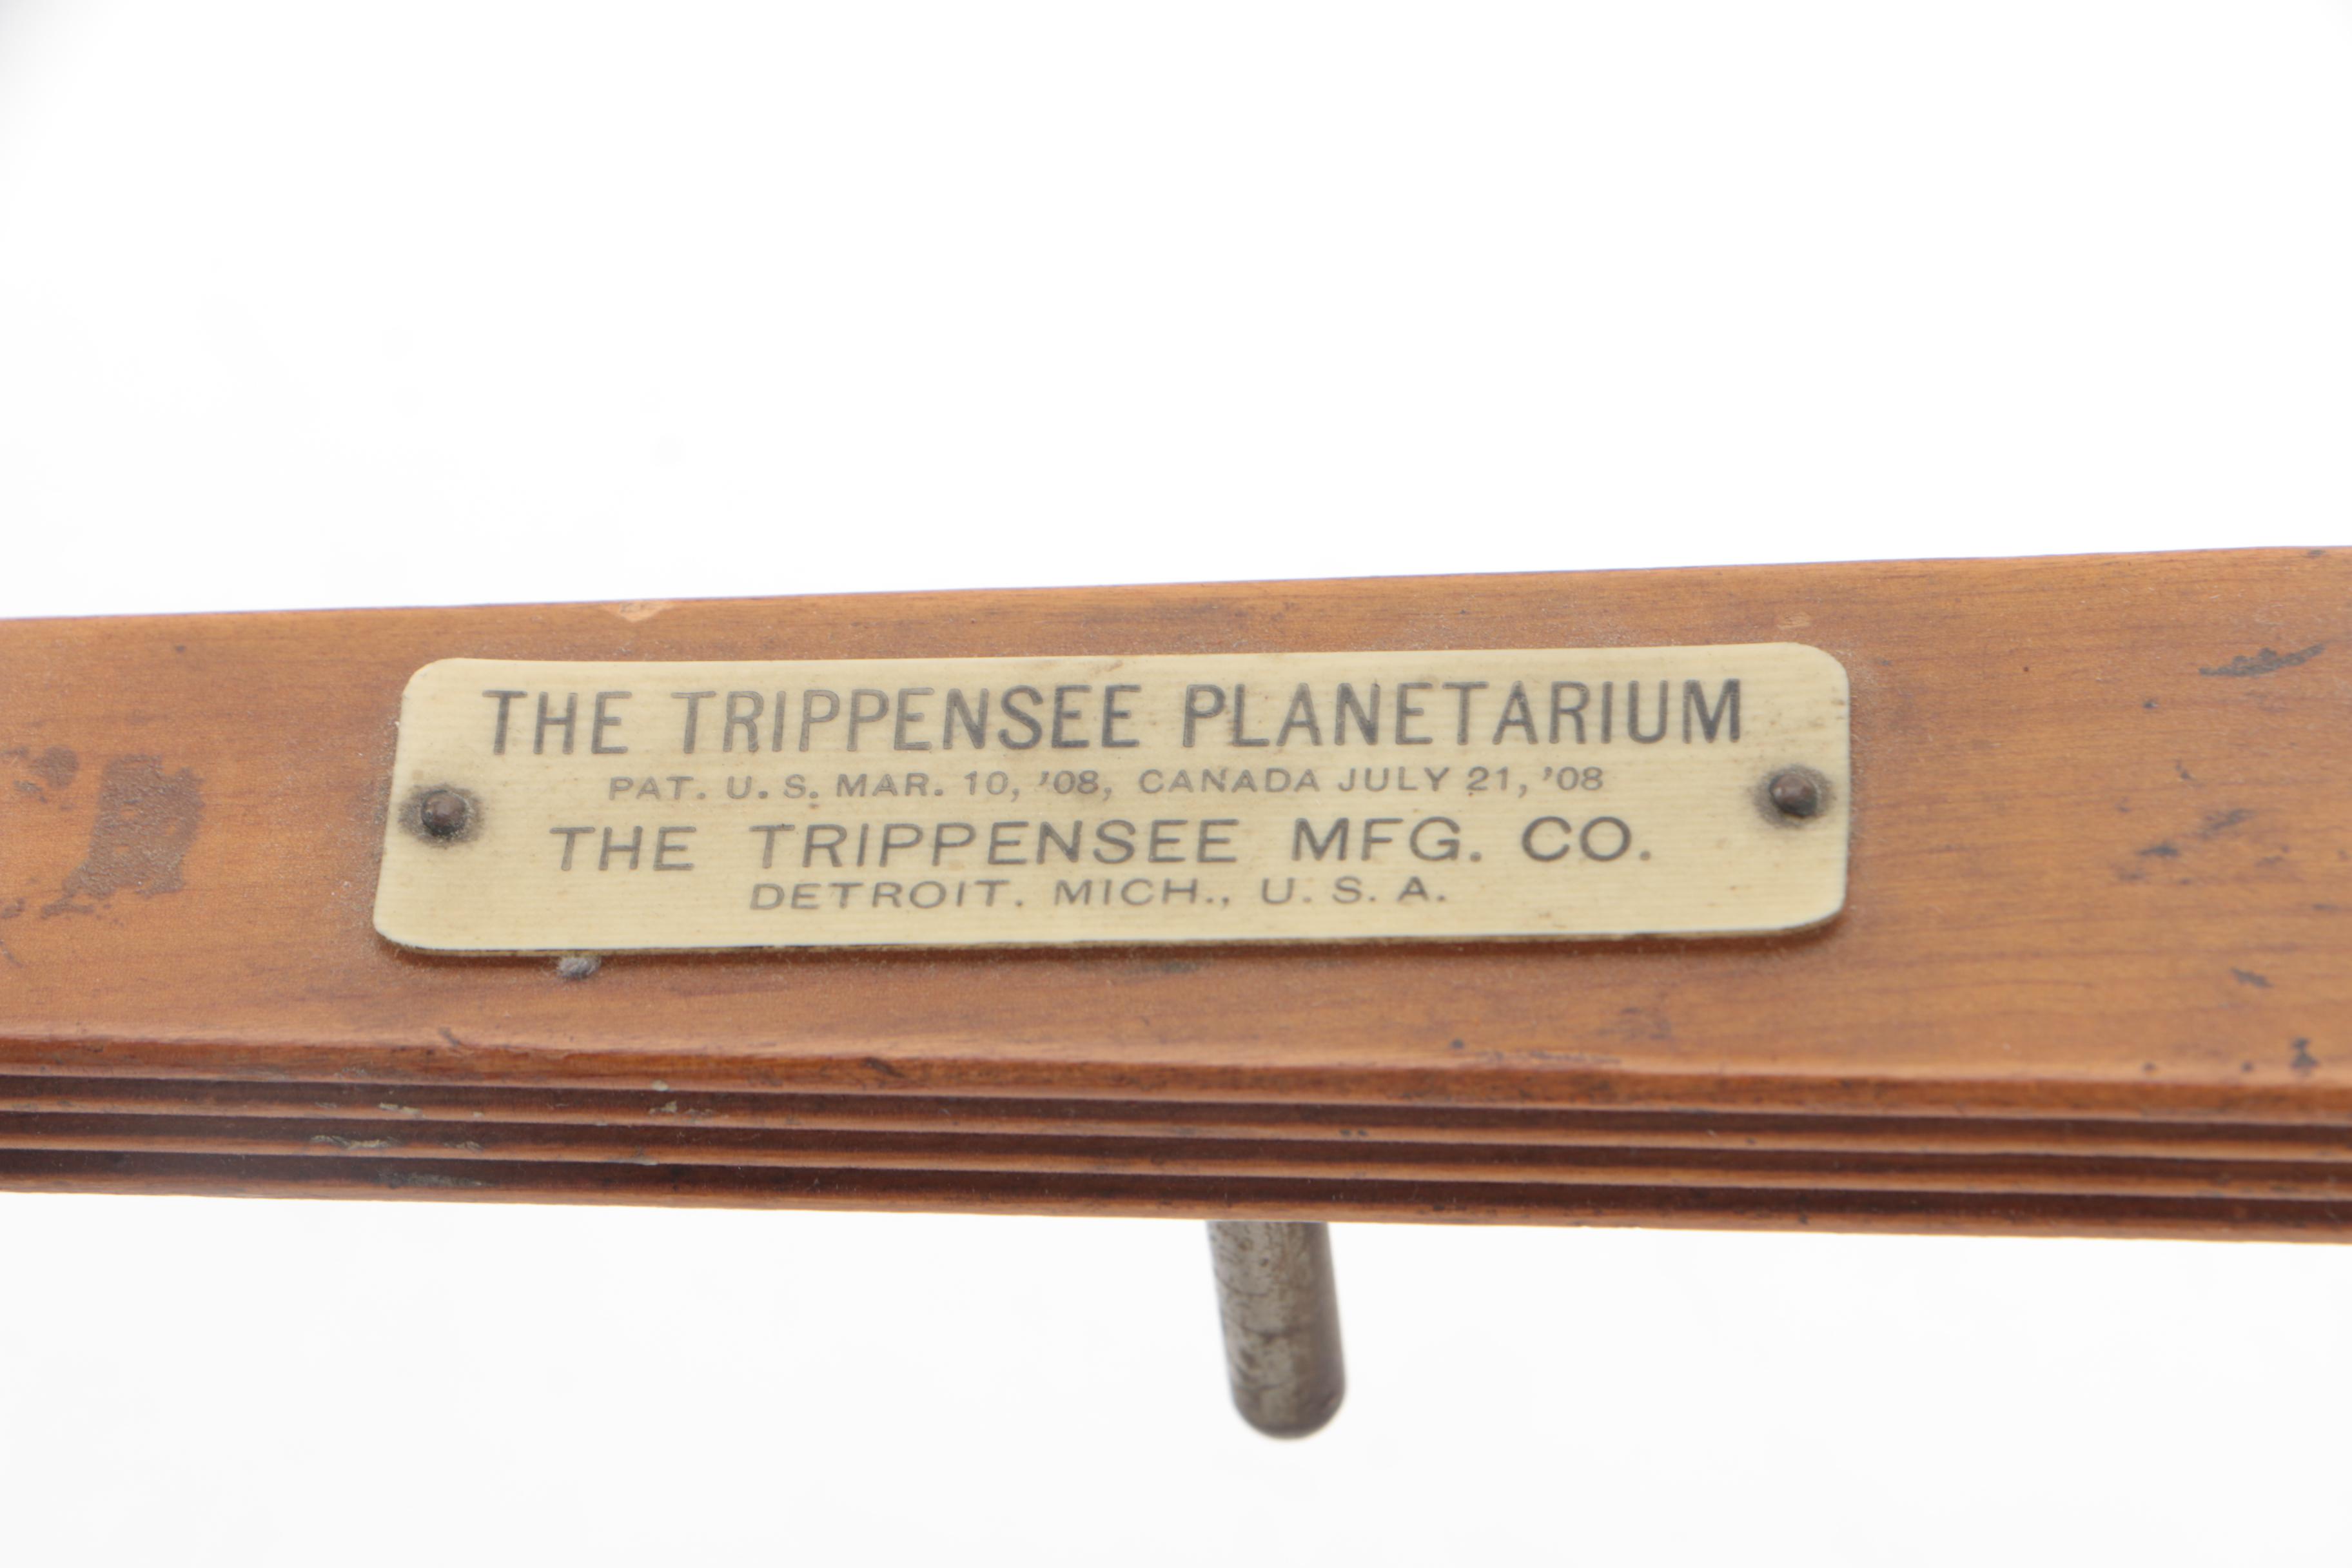 THE TRIPPENSEE PLANETARIUM
PAT. U. S. MAR. 10, '08, CANADA JULY 21, '08
THE TRIPPENSEE MFG. CO.
DETROIT. MICH., U. S. A.